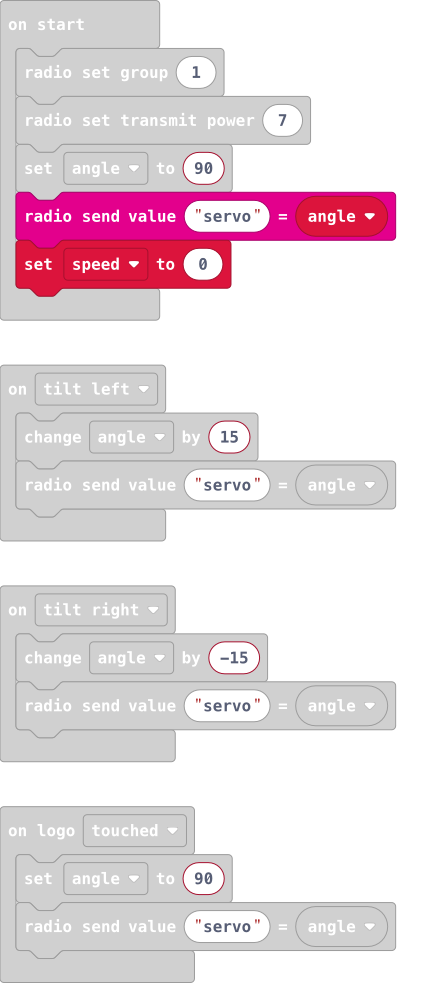 on start
radio set group 1
radio set transmit power 7
set angle to 90
radio send value "servo" = angle
set speed to 0
on tilt left
change angle by 15
radio send value "servo" = angle
on tilt right
change angle by -15
radio send value "servo" = angle
on logo touched
set angle to 90
radio send value "servo" = angle